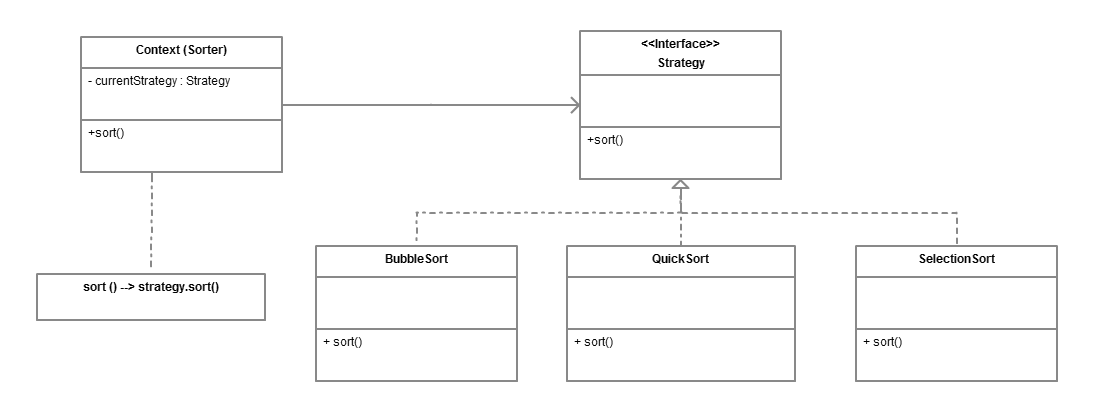 Context (Sorter)
- currentStrategy : Strategy
+sort()
<<Interface>>
Strategy
+sort()
sort () --> strategy.sort()
BubbleSort
+ sort()
QuickSort
+ sort()
SelectionSort
+ sort()